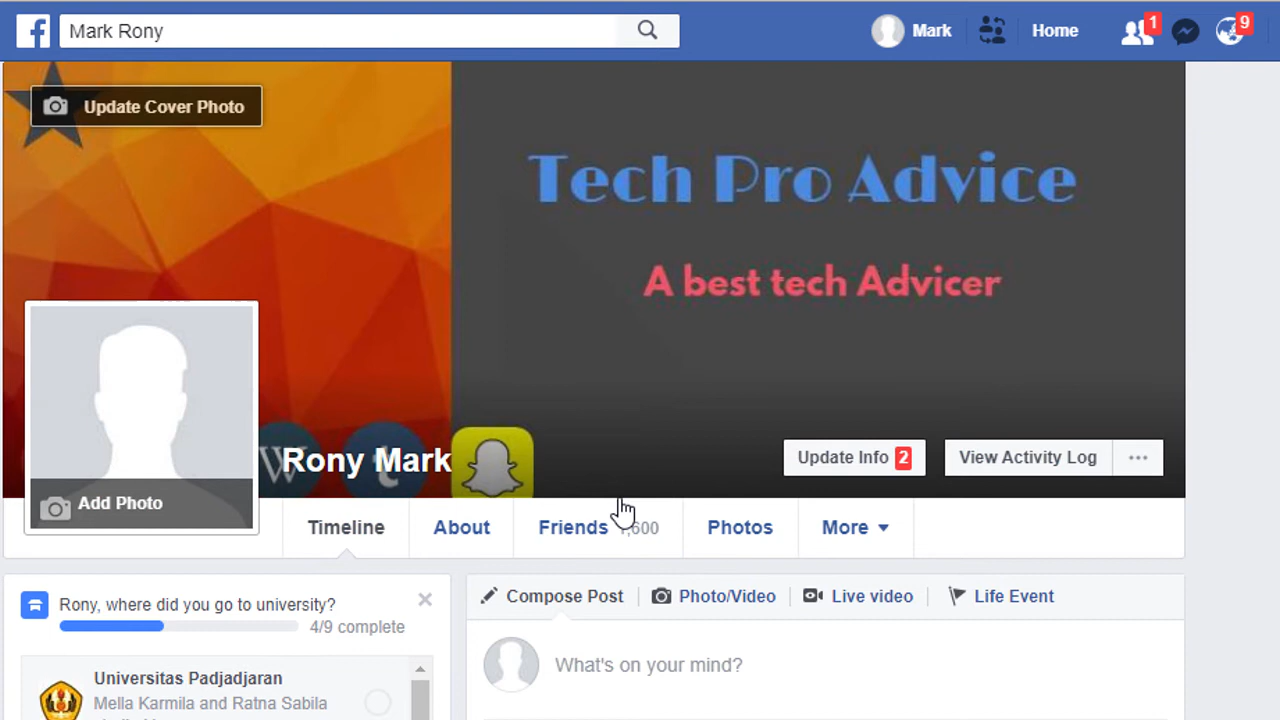 Mark Rony
Mark
Home
1
9
Update Cover Photo
Tech Pro Advice
A best tech Advicer
Rony Mark
Add Photo
Update Info 2
View Activity Log
Timeline
About
Friends
Photos
More
Rony, where did you go to university?
4/9 complete
Universitas Padjadjaran
Mella Karmila and Ratna Sabila
Compose Post
Photo/Video
Live video
Life Event
What's on your mind?